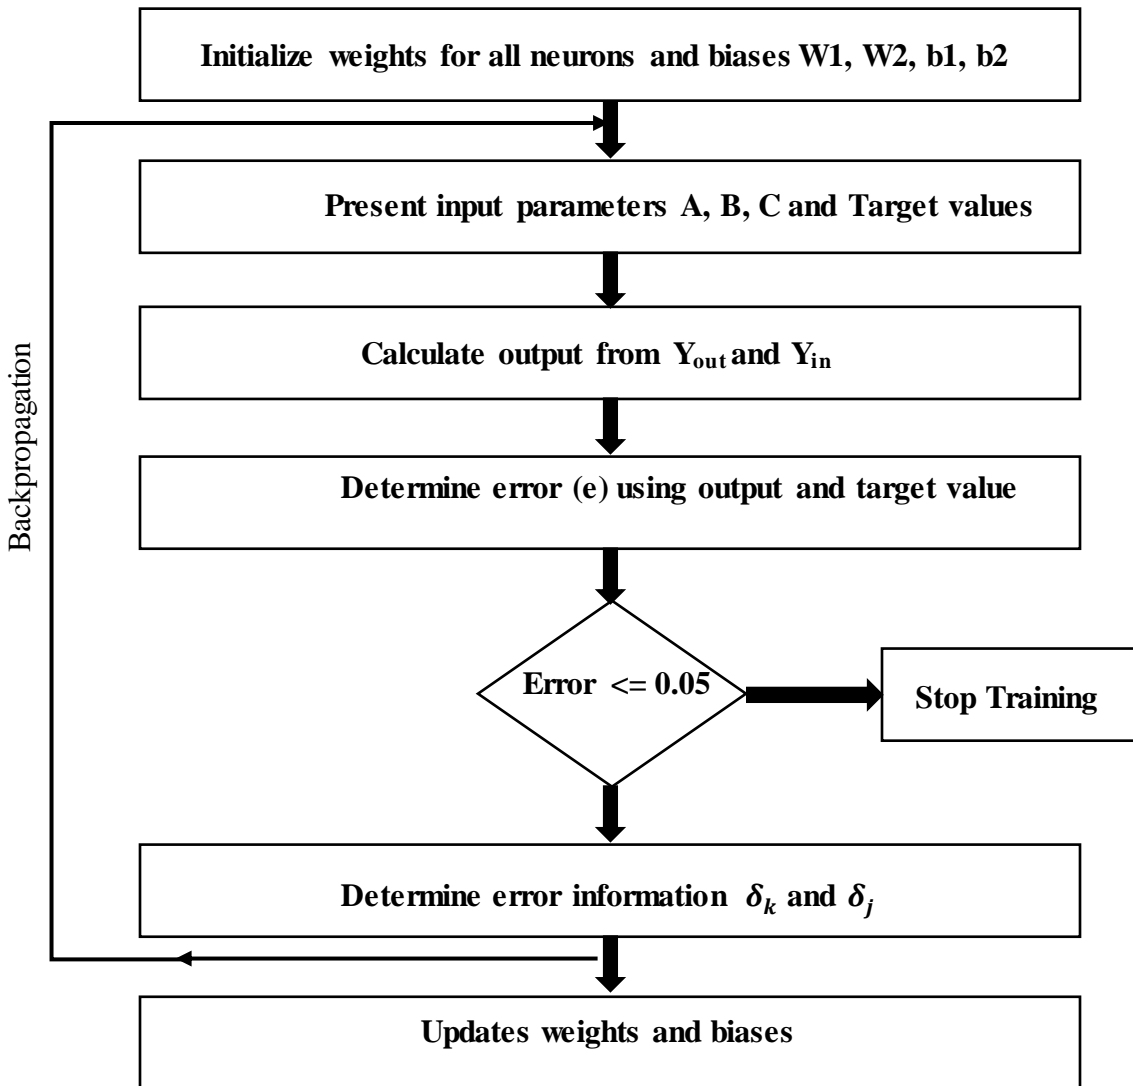 Initialize weights for all neurons and biases W1, W2, b1, b2
Present input parameters A, B, C and Target values
Calculate output from Yout and Yin
Backpropagation
Determine error (e) using output and target value
Error <= 0.05
Stop Training
Determine error information δk and δj
Updates weights and biases